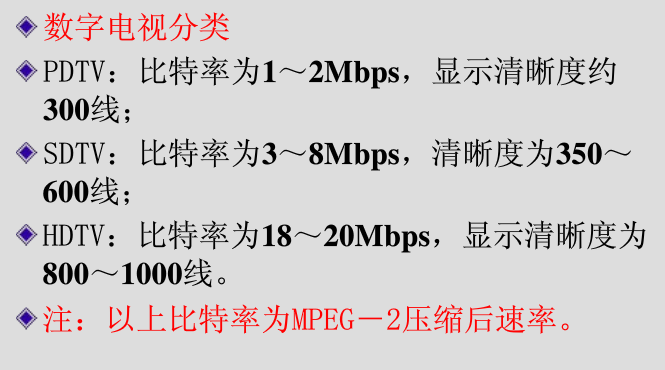 数字电视分类
PDTV：比特率为1～2Mbps，显示清晰度约
300线；
SDTV：比特率为3～8Mbps，清晰度为350～
600线；
HDTV：比特率为18～20Mbps，显示清晰度为
800～1000线。
注：以上比特率为MPEG－2压缩后速率。